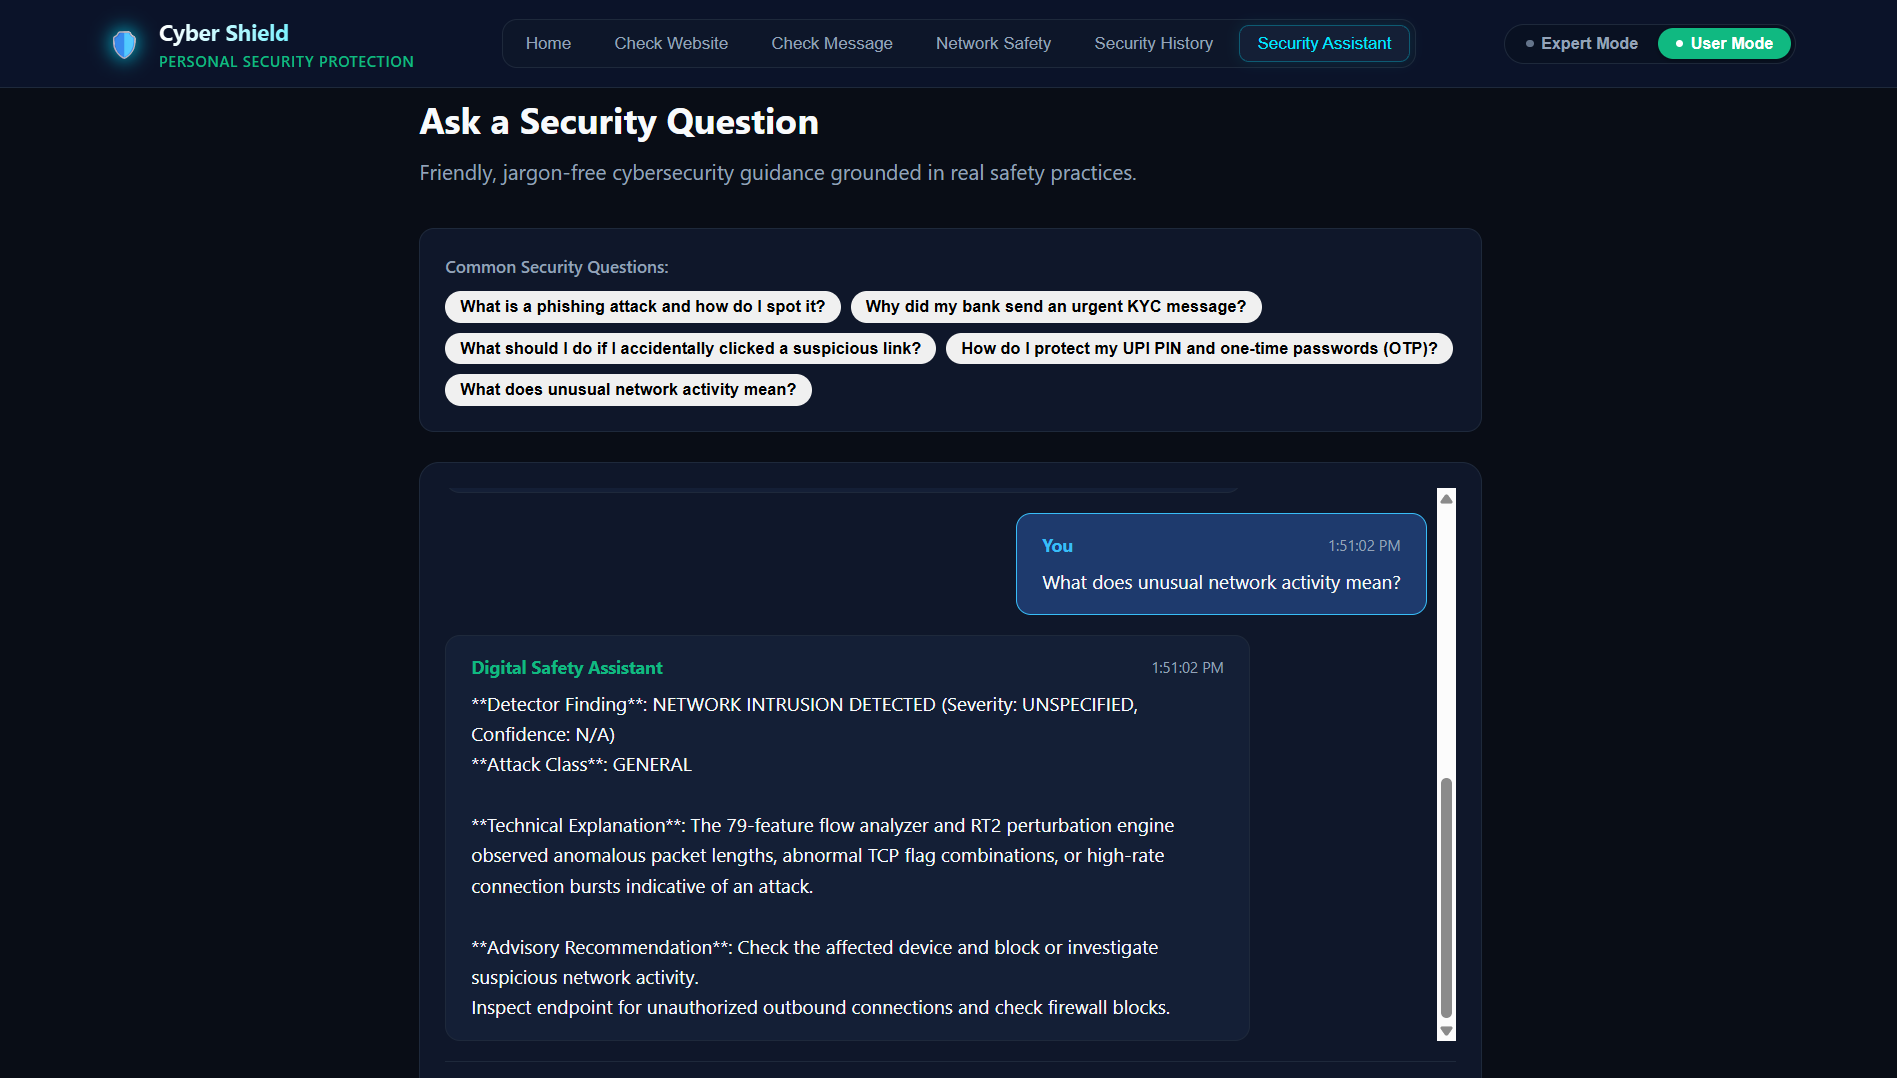 Cyber Shield
PERSONAL SECURITY PROTECTION
Home
Check Website
Check Message
Network Safety
Security History
Security Assistant
Expert Mode
User Mode
Ask a Security Question
Friendly, jargon-free cybersecurity guidance grounded in real safety practices.
Common Security Questions:
What is a phishing attack and how do I spot it?
Why did my bank send an urgent KYC message?
What should I do if I accidentally clicked a suspicious link?
How do I protect my UPI PIN and one-time passwords (OTP)?
What does unusual network activity mean?
You
1:51:02 PM
What does unusual network activity mean?
Digital Safety Assistant
1:51:02 PM
**Detector Finding**: NETWORK INTRUSION DETECTED (Severity: UNSPECIFIED,
Confidence: N/A)
**Attack Class**: GENERAL
**Technical Explanation**: The 79-feature flow analyzer and RT2 perturbation engine
observed anomalous packet lengths, abnormal TCP flag combinations, or high-rate
connection bursts indicative of an attack.
**Advisory Recommendation**: Check the affected device and block or investigate
suspicious network activity.
Inspect endpoint for unauthorized outbound connections and check firewall blocks.